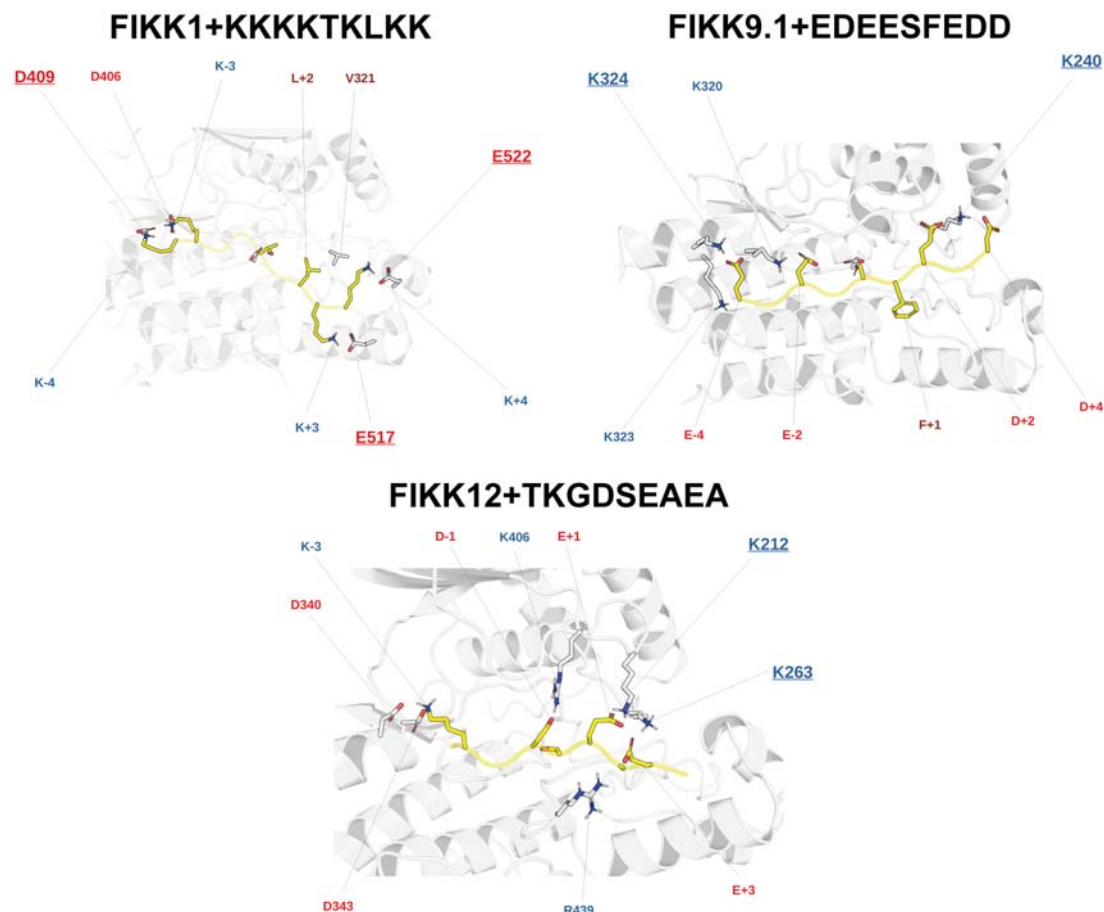 FIKK1+KKKKTKLKK
D409
D406
K-3
L+2
V321
E522
K-4
K+3
E517
K+4
FIKK9.1+EDEESFEDD
K324
K320
K240
K323
E-4
E-2
F+1
D+2
D+4
FIKK12+TKGDSEAEA
K-3
D-1
K406
E+1
K212
D340
K263
D343
R439
E+3